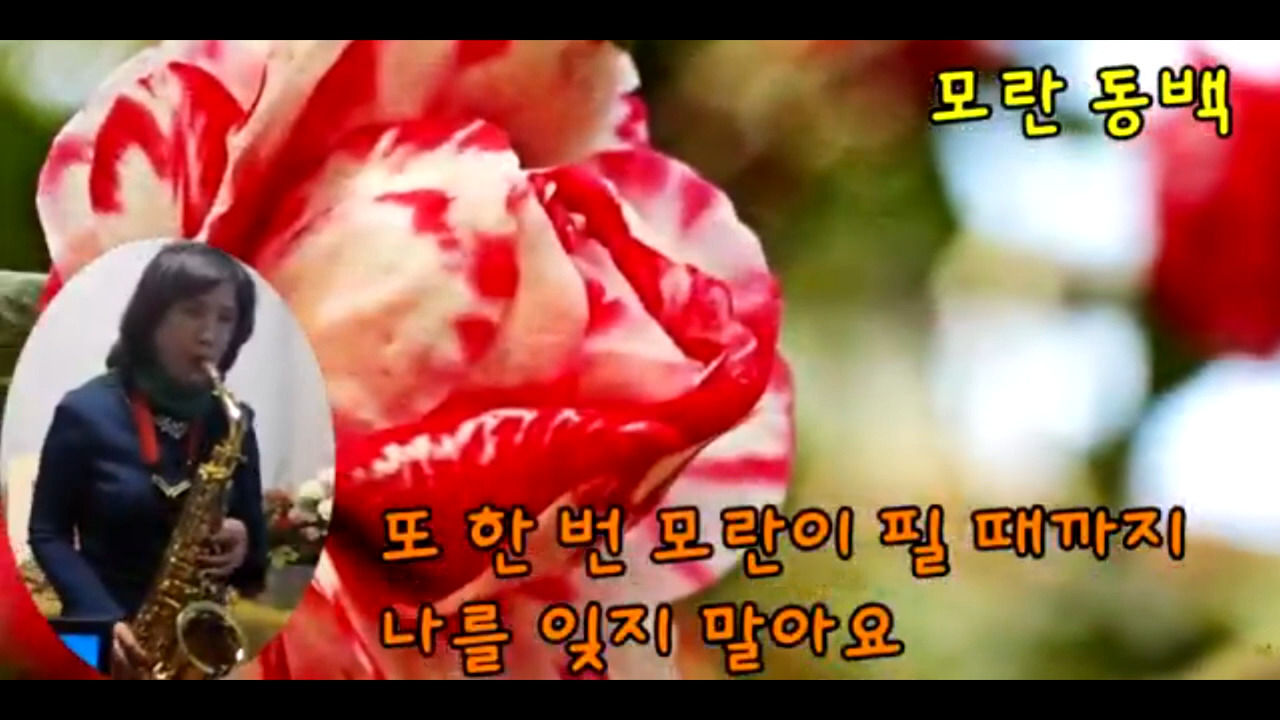 모란 동백
또 한 번 모란이 필 때까지
나를 잊지 말아요